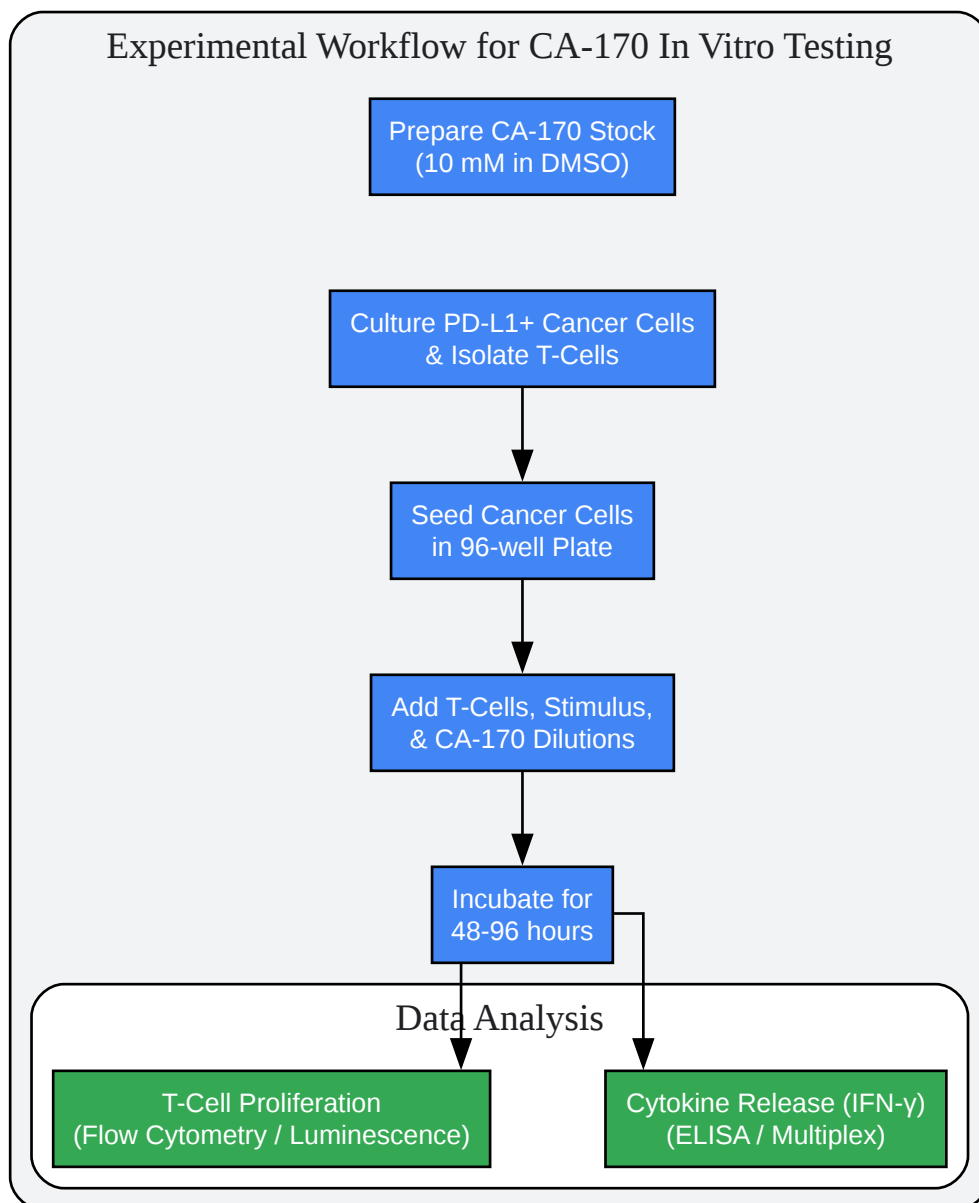 Experimental Workflow for CA-170 In Vitro Testing
Prepare CA-170 Stock
(10 mM in DMSO)
Culture PD-L1+ Cancer Cells
& Isolate T-Cells
Seed Cancer Cells
in 96-well Plate
Add T-Cells, Stimulus,
& CA-170 Dilutions
Incubate for
48-96 hours
Data Analysis
T-Cell Proliferation
(Flow Cytometry / Luminescence)
Cytokine Release (IFN-γ)
(ELISA / Multiplex)